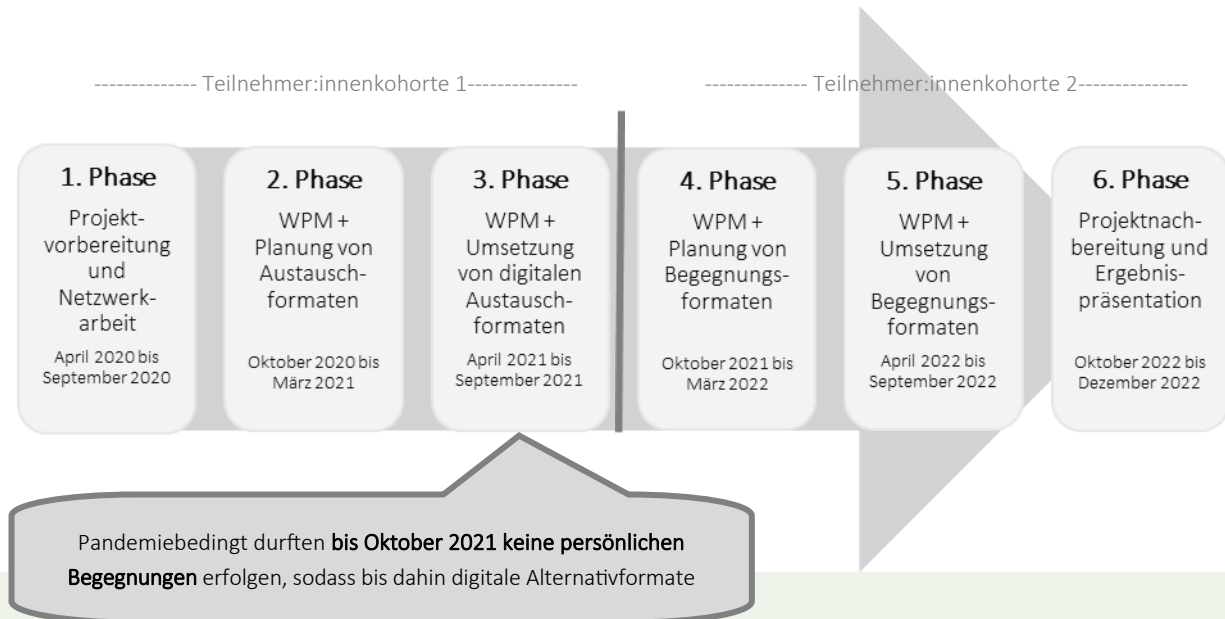 -------------- Teilnehmer:innenkohorte 1---------------
-------------- Teilnehmer:innenkohorte 2---------------
1. Phase
Projekt-
vorbereitung
und
Netzwerk-
arbeit
April 2020 bis
September 2020
2. Phase
WPM +
Planung von
Austausch-
formaten
Oktober 2020 bis
März 2021
3. Phase
WPM +
Umsetzung
von digitalen
Austausch-
formaten
April 2021 bis
September 2021
4. Phase
WPM +
Planung von
Begegnungs-
formaten
Oktober 2021 bis
März 2022
5. Phase
WPM +
Umsetzung
von
Begegnungs-
formaten
April 2022 bis
September 2022
6. Phase
Projektnach-
bereitung und
Ergebnis-
präsentation
Oktober 2022 bis
Dezember 2022
Pandemiebedingt durften bis Oktober 2021 keine persönlichen
Begegnungen erfolgen, sodass bis dahin digitale Alternativformate